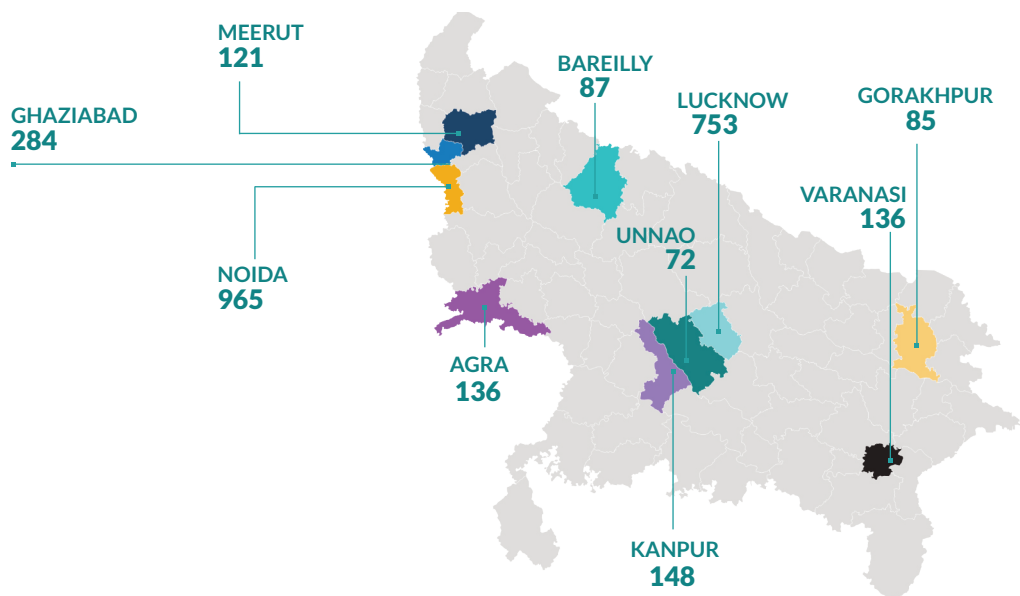 MEERUT
121
GHAZIABAD
284
BAREILLY
87
LUCKNOW
753
GORAKHPUR
85
VARANASI
136
UNNAO
72
NOIDA
965
AGRA
136
KANPUR
148